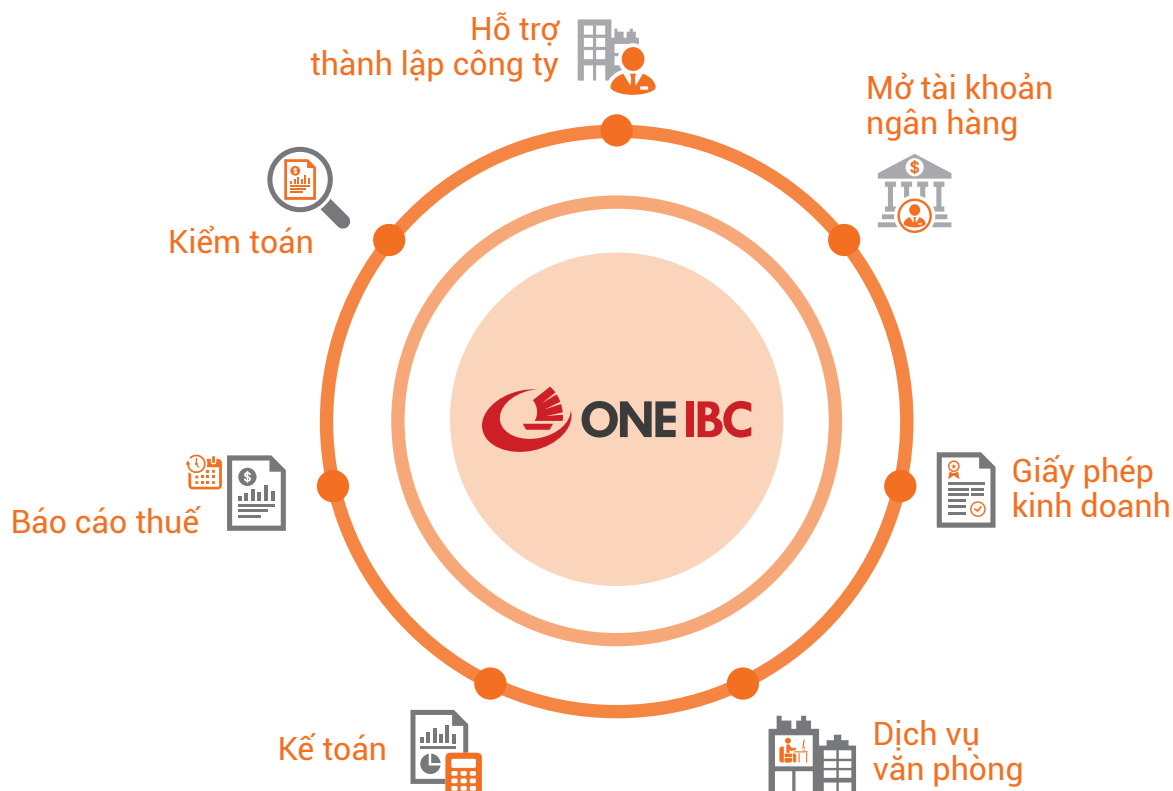 Hỗ trợ
thành lập công ty
Mở tài khoản
ngân hàng
Giấy phép
kinh doanh
Dịch vụ
văn phòng
Kế toán
Báo cáo thuế
Kiểm toán
ONE IBC